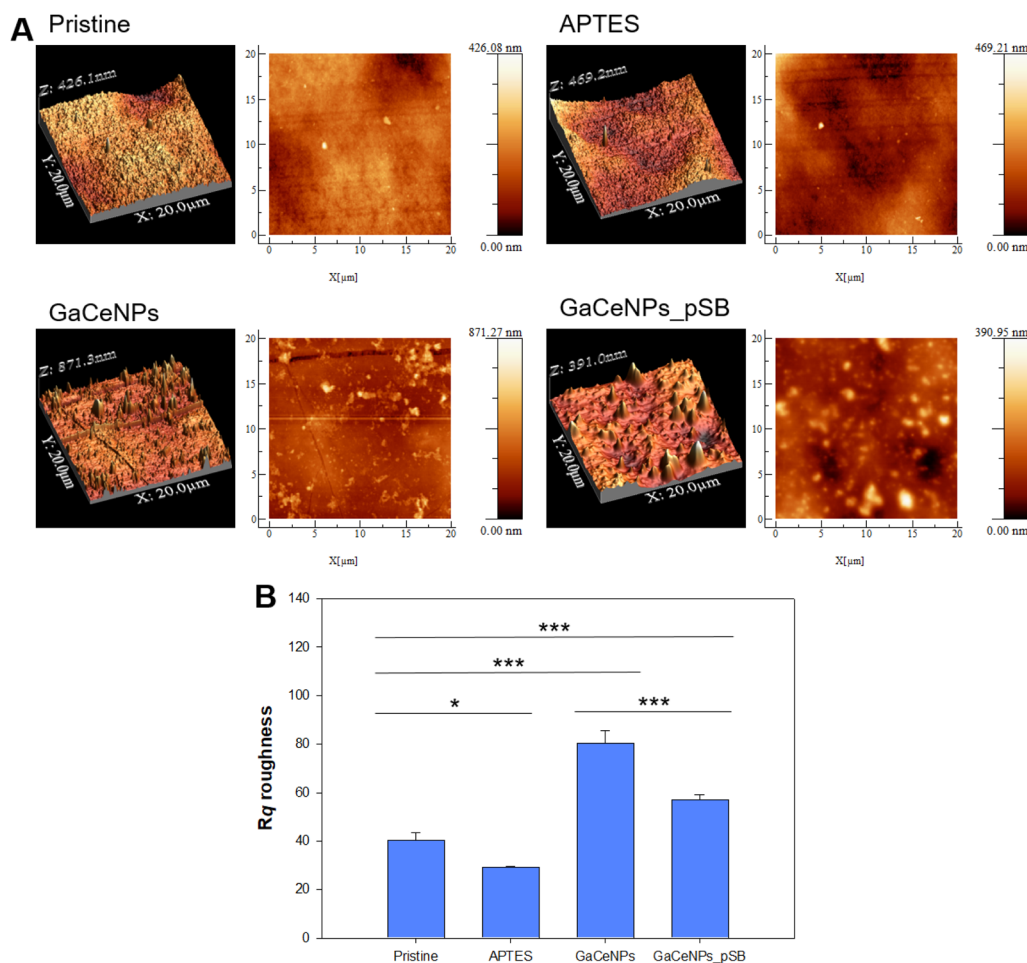 A
Pristine
Z: 426.1nm
Y: 20.0µm
X: 20.0µm
20
15
10
5
0
0 5 10 15 20
X[µm]
426.08 nm
0.00 nm
APTES
Z: 469.2nm
Y: 20.0µm
X: 20.0µm
20
15
10
5
0
0 5 10 15 20
X[µm]
469.21 nm
0.00 nm
GaCeNPs
Z: 871.3nm
Y: 20.0µm
X: 20.0µm
20
15
10
5
0
0 5 10 15 20
X[µm]
871.27 nm
0.00 nm
GaCeNPs_pSB
Z: 391.0nm
Y: 20.0µm
X: 20.0µm
20
15
10
5
0
0 5 10 15 20
X[µm]
390.95 nm
0.00 nm
B
Rq roughness
140
120
100
80
60
40
20
0
***
***
*
***
Pristine APTES GaCeNPs GaCeNPs_pSB